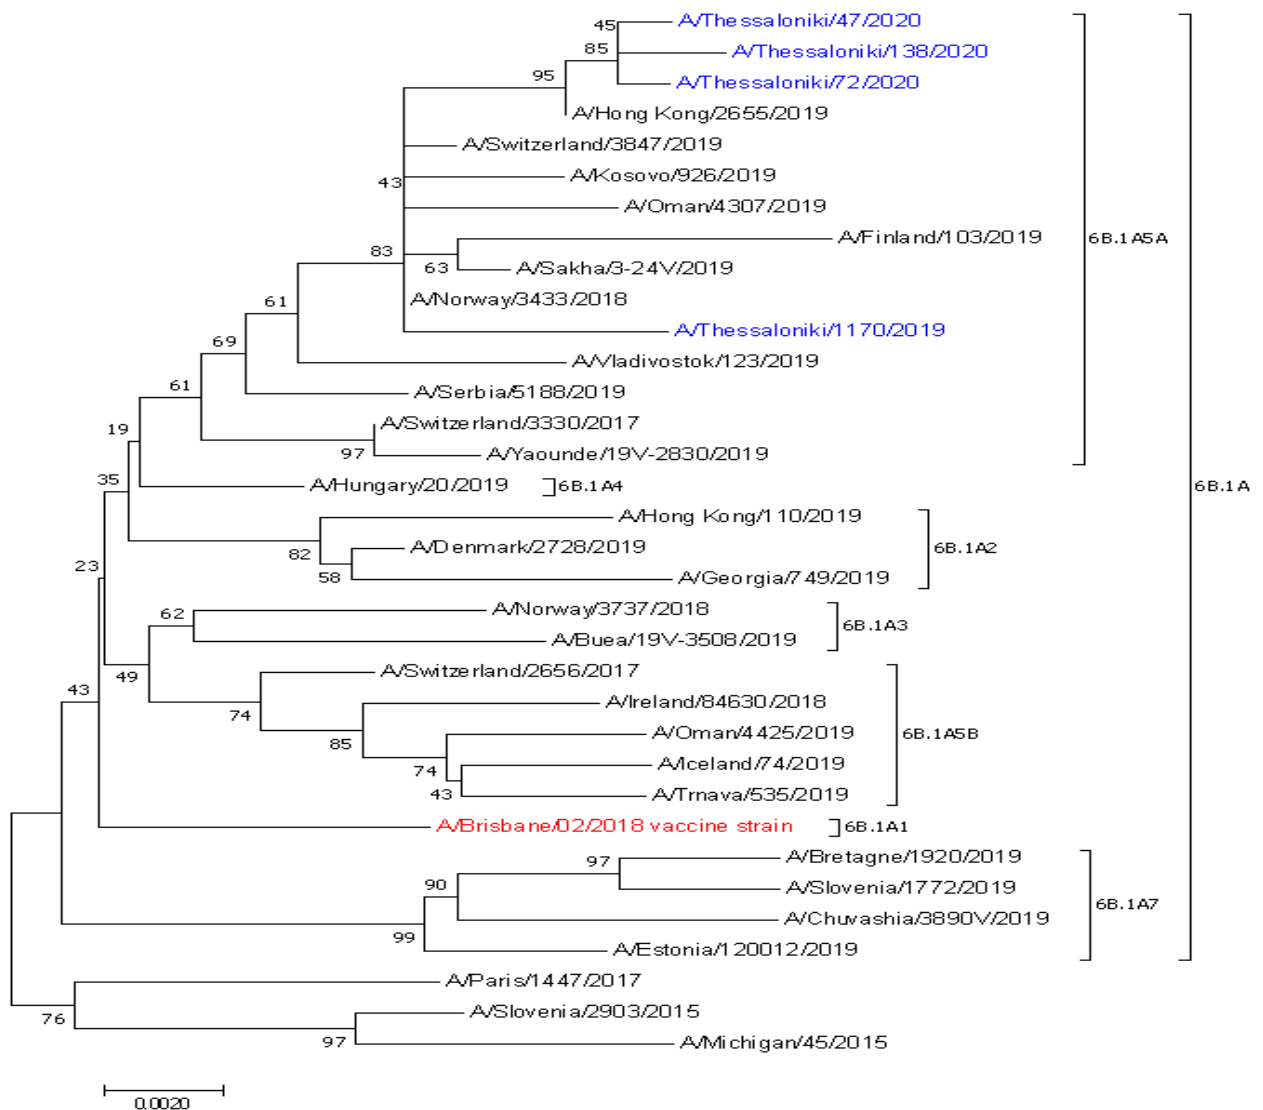 45
A/Thessaloniki/47/2020
85
A/Thessaloniki/138/2020
95
A/Thessaloniki/72/2020
A/Hong Kong/2655/2019
A/Switzerland/3847/2019
43
A/Kosovo/926/2019
A/Oman/4307/2019
A/Finland/103/2019
6B.1A5A
83
63
A/Sakha/3-24V/2019
61
A/Norway/3433/2018
A/Thessaloniki/1170/2019
69
A/Vladivostok/123/2019
61
A/Serbia/5188/2019
19
A/Switzerland/3330/2017
97
A/Yaounde/19V-2830/2019
35
A/Hungary/20/2019
6B.1A4
6B.1A
A/Hong Kong/110/2019
82
A/Denmark/2728/2019
6B.1A2
23
58
A/Georgia/749/2019
62
A/Norway/3737/2018
6B.1A3
A/Buea/19V-3508/2019
49
A/Switzerland/2656/2017
43
74
A/Ireland/84630/2018
85
A/Oman/4425/2019
6B.1A5B
74
A/Iceland/74/2019
43
A/Trnava/535/2019
A/Brisbane/02/2018 vaccine strain
6B.1A1
97
A/Bretagne/1920/2019
90
A/Slovenia/1772/2019
6B.1A7
A/Chuvashia/3890V/2019
99
A/Estonia/120012/2019
A/Paris/1447/2017
76
A/Slovenia/2903/2015
97
A/Michigan/45/2015
0.0020